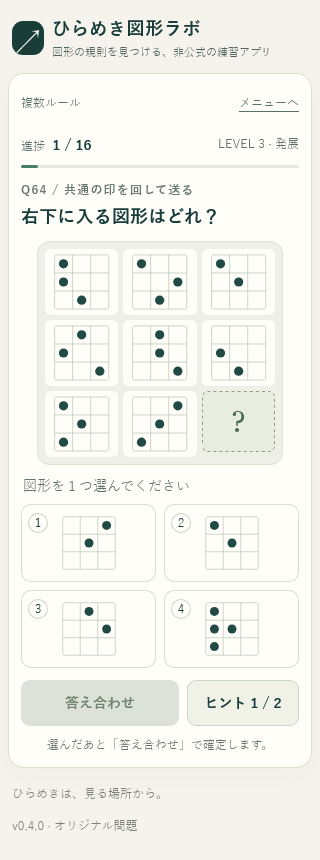 ひらめき図形ラボ
図形の規則を見つける、非公式の練習アプリ
複数ルール
メニューへ
進捗 1 / 16
LEVEL 3 · 発展
Q64 / 共通の印を回して送る
右下に入る図形はどれ？
?
図形を 1 つ選んでください
1
2
3
4
答え合わせ
ヒント 1 / 2
選んだあと「答え合わせ」で確定します。
ひらめきは、見る場所から。
v0.4.0 · オリジナル問題